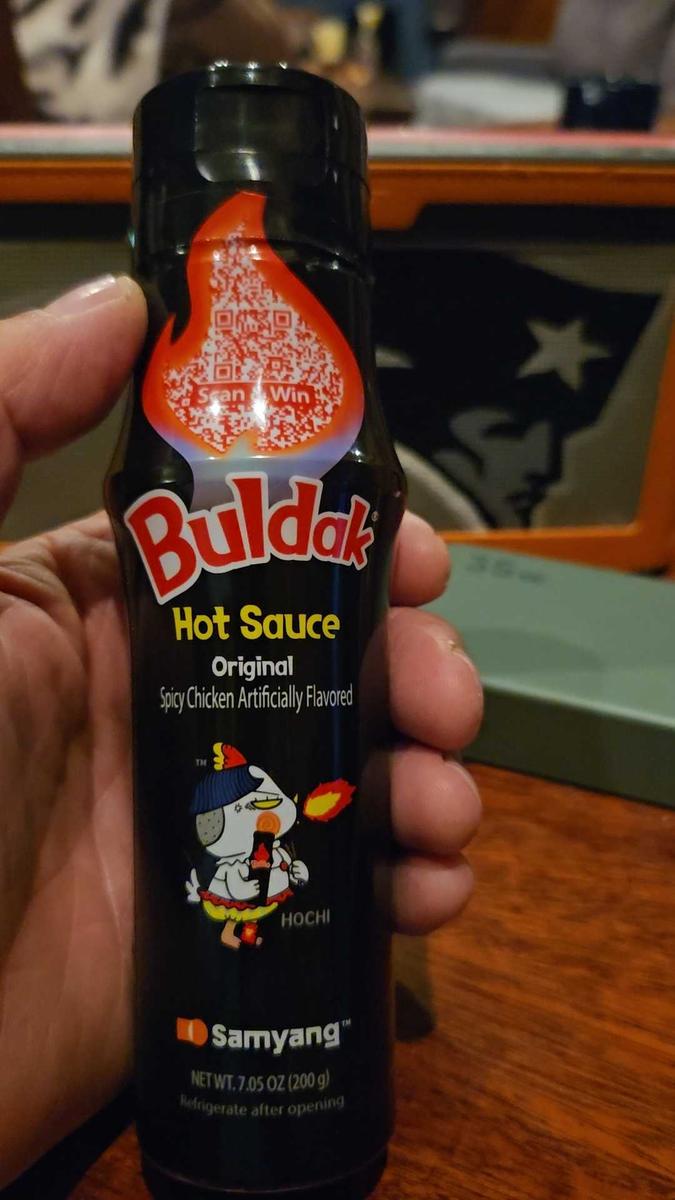 Scan & Win
Buldak®
Hot Sauce
Original
Spicy Chicken Artificially Flavored
TM
HOCHI
Samyang™
NET WT. 7.05 OZ (200 g)
Refrigerate after opening